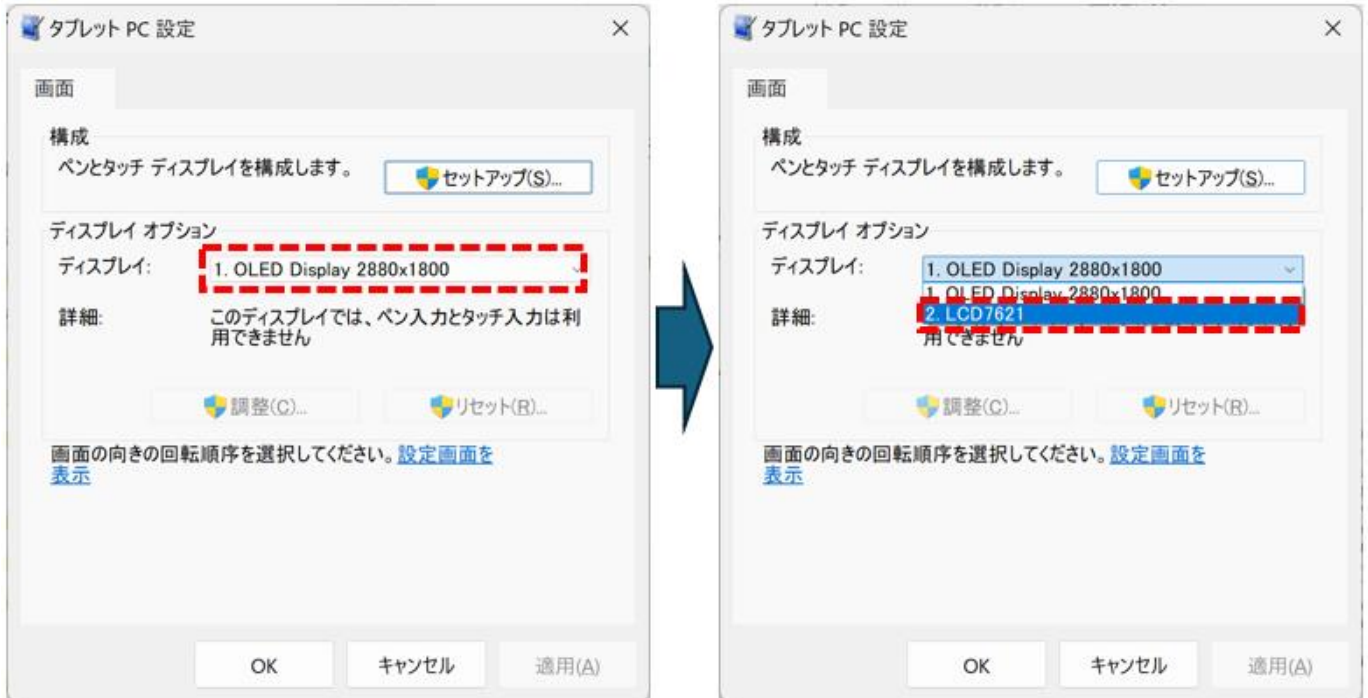 タブレット PC 設定
画面
構成
ペンとタッチ ディスプレイを構成します。
セットアップ(S)...
ディスプレイ オプション
ディスプレイ:
1. OLED Display 2880x1800
詳細:
このディスプレイでは、ペン入力とタッチ入力は利
用できません
調整(C)...
リセット(R)...
画面の向きの回転順序を選択してください。設定画面を
表示
OK
キャンセル
適用(A)
タブレット PC 設定
画面
構成
ペンとタッチ ディスプレイを構成します。
セットアップ(S)...
ディスプレイ オプション
ディスプレイ:
1. OLED Display 2880x1800
1. OLED Display 2880x1800
2. LCD7621
詳細:
用できません
調整(C)...
リセット(R)...
画面の向きの回転順序を選択してください。設定画面を
表示
OK
キャンセル
適用(A)